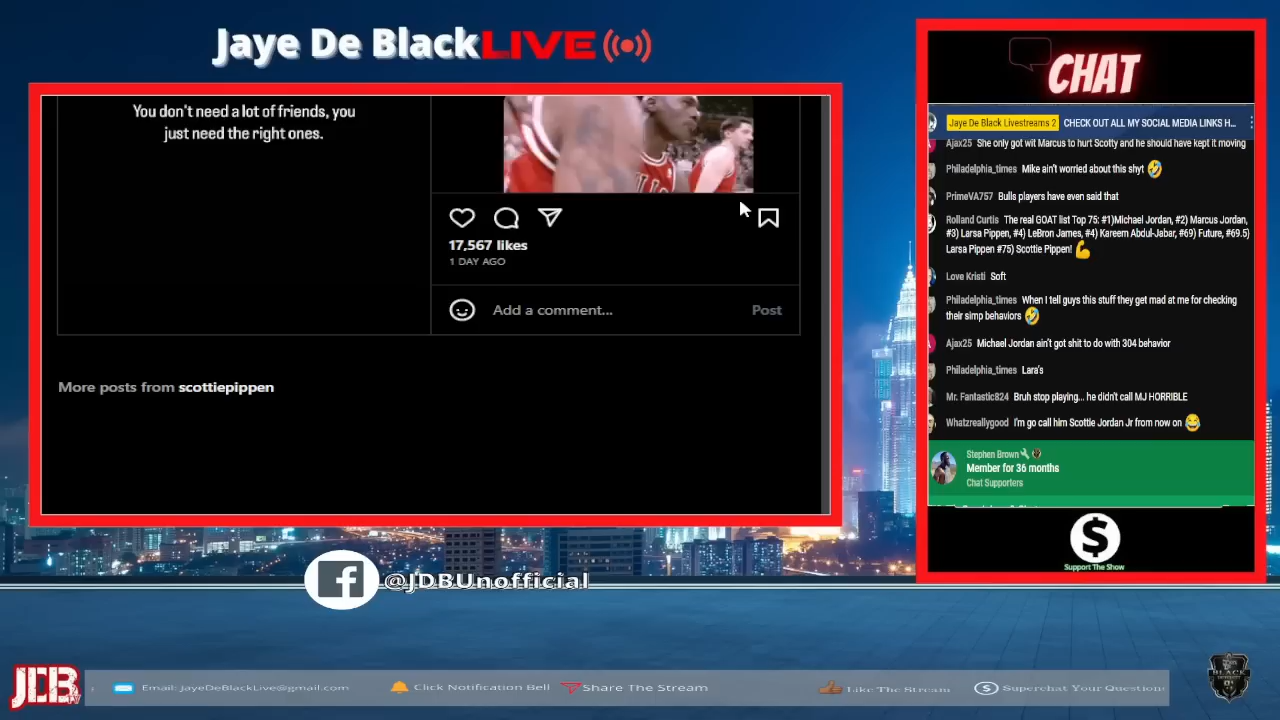 Jaye De BlackLIVE
You don't need a lot of friends, you
just need the right ones.
17,567 likes
1 DAY AGO
Add a comment... Post
More posts from scottiepippen
@JDBUnofficial
CHAT
Jaye De Black Livestreams 2 CHECK OUT ALL MY SOCIAL MEDIA LINKS H...
Ajax25 She only got wit Marcus to hurt Scotty and he should have kept it moving
Philadelphia_times Mike ain't worried about this shyt 🤣
PrimeVA757 Bulls players have even said that
Rolland Curtis The real GOAT list Top 75: #1)Michael Jordan, #2) Marcus Jordan,
#3) Larsa Pippen, #4) LeBron James, #4) Kareem Abdul-Jabar, #69) Future, #69.5)
Larsa Pippen #75) Scottie Pippen! 💪
Love Kristi Soft
Philadelphia_times When I tell guys this stuff they get mad at me for checking
their simp behaviors 🤣
Ajax25 Michael Jordan ain't got shit to do with 304 behavior
Philadelphia_times Lara's
Mr. Fantastic824 Bruh stop playing... he didn't call MJ HORRIBLE
Whatzreallygood I'm go call him Scottie Jordan Jr from now on 😂
Stephen Brown
Member for 36 months
Chat Supporters
$
Support The Show
JDB TV
Email: JayeDeBlackLive@gmail.com Click Notification Bell Share The Stream Like The Stream Superchat Your Question
BLACK